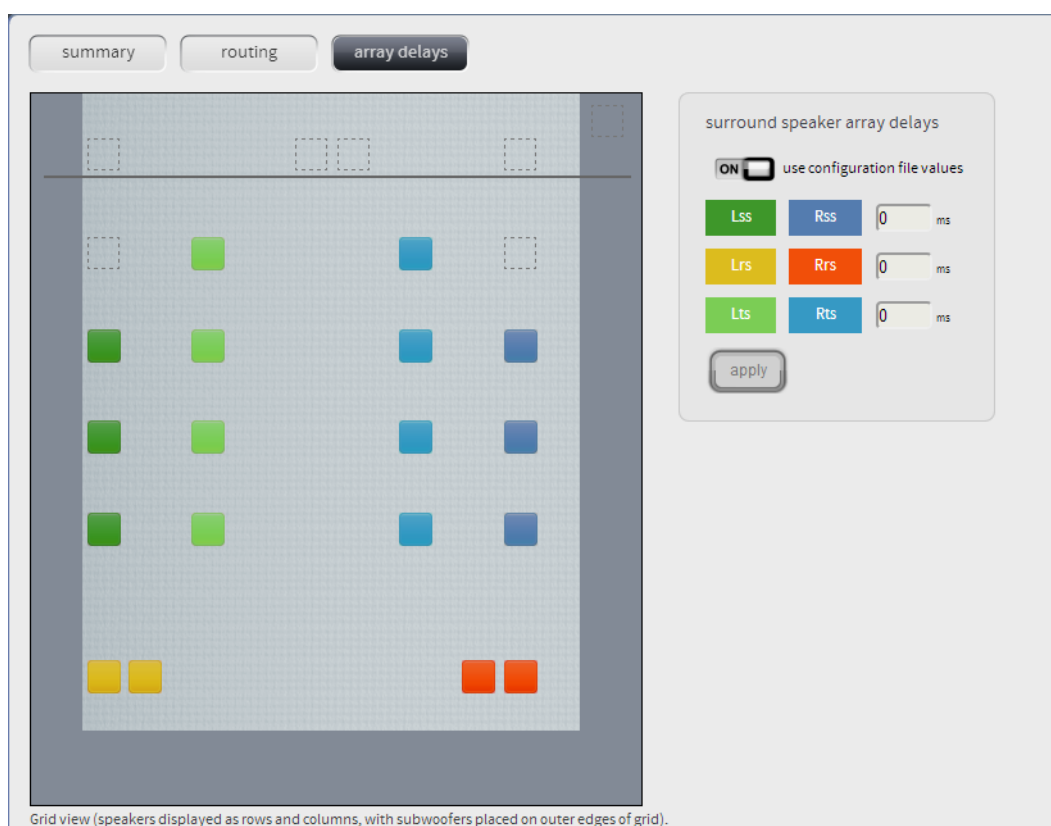 summary routing array delays
surround speaker array delays
ON use configuration file values
Lss Rss 0 ms
Lrs Rrs 0 ms
Lts Rts 0 ms
apply
Grid view (speakers displayed as rows and columns, with subwoofers placed on outer edges of grid).